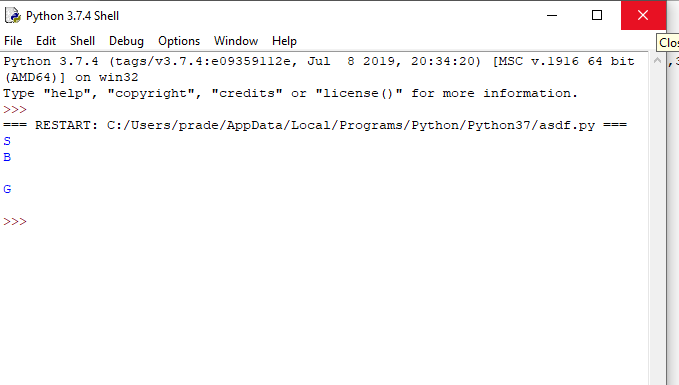 Python 3.7.4 Shell
Clos
File Edit Shell Debug Options Window Help
Python 3.7.4 (tags/v3.7.4:e09359112e, Jul  8 2019, 20:34:20) [MSC v.1916 64 bit
(AMD64)] on win32
Type "help", "copyright", "credits" or "license()" for more information.
>>>
=== RESTART: C:/Users/prade/AppData/Local/Programs/Python/Python37/asdf.py ===
S
B
G
>>>